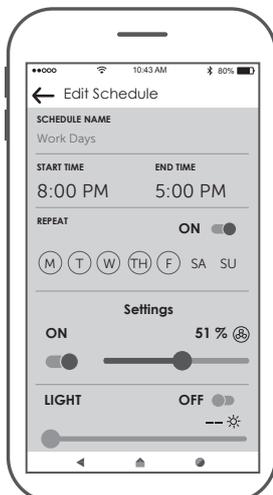 10:43 AM 80%
Edit Schedule
SCHEDULE NAME
Work Days
START TIME END TIME
8:00 PM 5:00 PM
REPEAT ON
M T W TH F SA SU
Settings
ON 51 %
LIGHT OFF
--